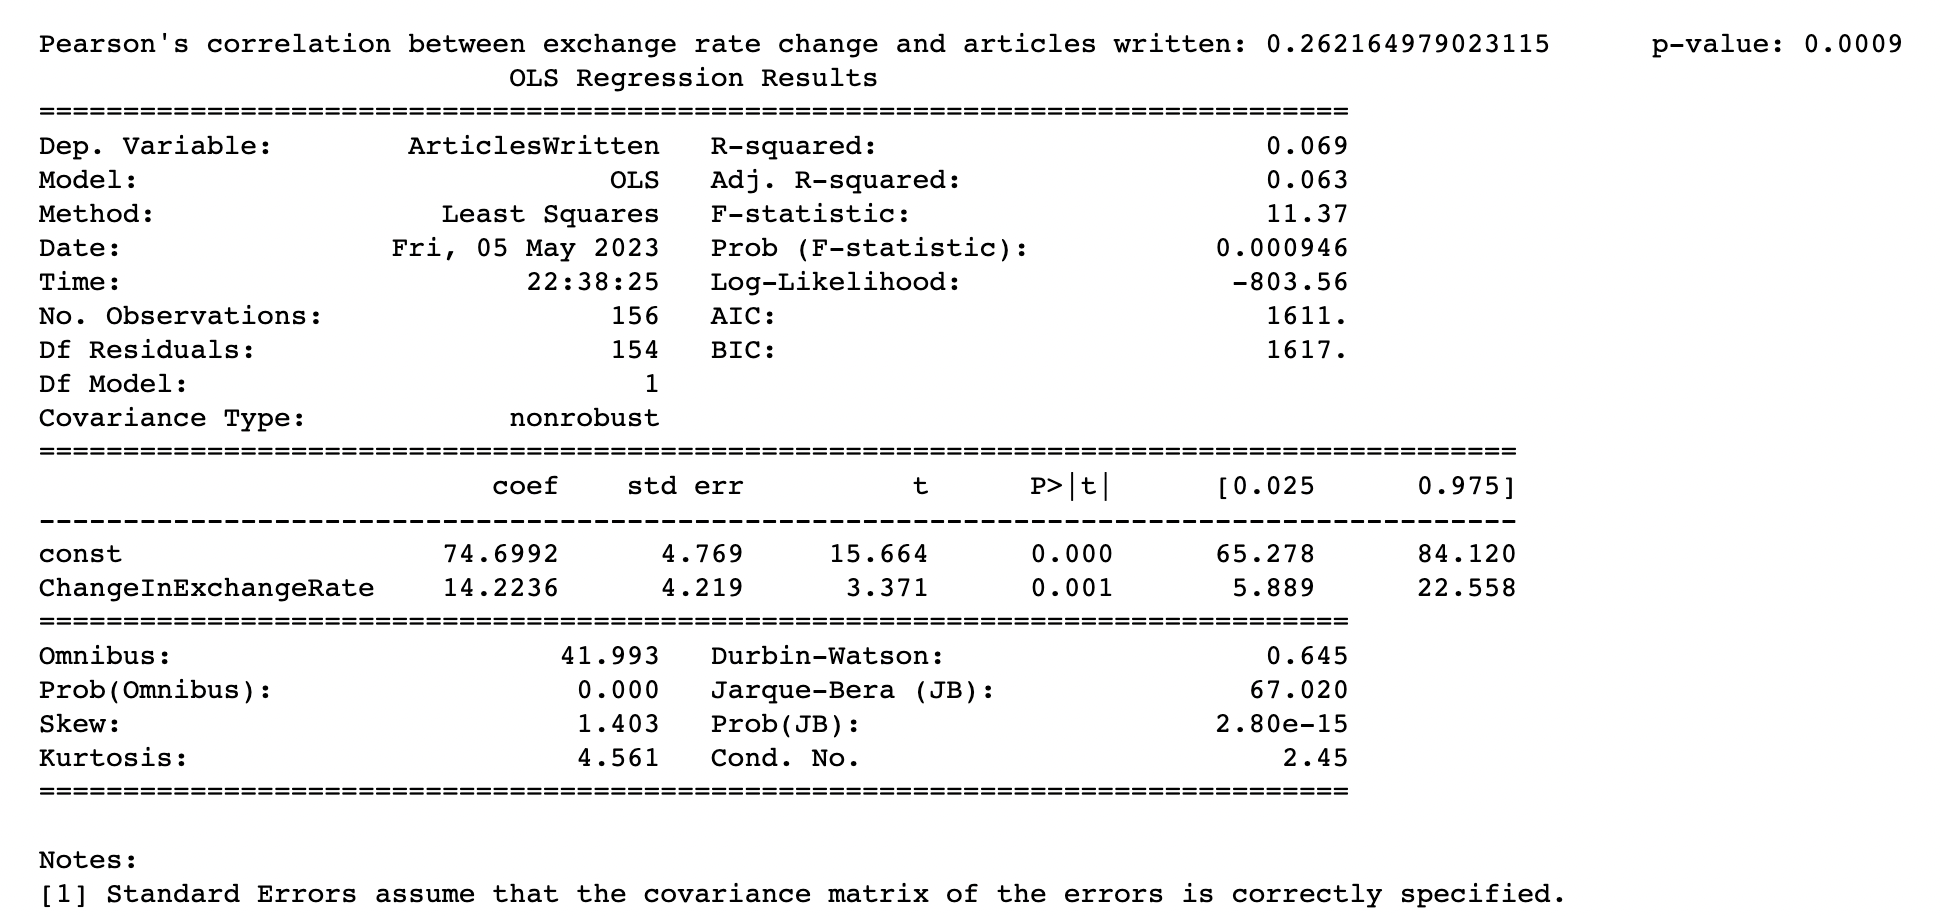 Pearson's correlation between exchange rate change and articles written: 0.262164979023115 p-value: 0.0009
OLS Regression Results
==============================================================================
Dep. Variable: ArticlesWritten R-squared: 0.069
Model: OLS Adj. R-squared: 0.063
Method: Least Squares F-statistic: 11.37
Date: Fri, 05 May 2023 Prob (F-statistic): 0.000946
Time: 22:38:25 Log-Likelihood: -803.56
No. Observations: 156 AIC: 1611.
Df Residuals: 154 BIC: 1617.
Df Model: 1
Covariance Type: nonrobust
========================================================================================
coef std err t P>|t| [0.025 0.975]
----------------------------------------------------------------------------------------
const 74.6992 4.769 15.664 0.000 65.278 84.120
ChangeInExchangeRate 14.2236 4.219 3.371 0.001 5.889 22.558
==============================================================================
Omnibus: 41.993 Durbin-Watson: 0.645
Prob(Omnibus): 0.000 Jarque-Bera (JB): 67.020
Skew: 1.403 Prob(JB): 2.80e-15
Kurtosis: 4.561 Cond. No. 2.45
==============================================================================
Notes:
[1] Standard Errors assume that the covariance matrix of the errors is correctly specified.